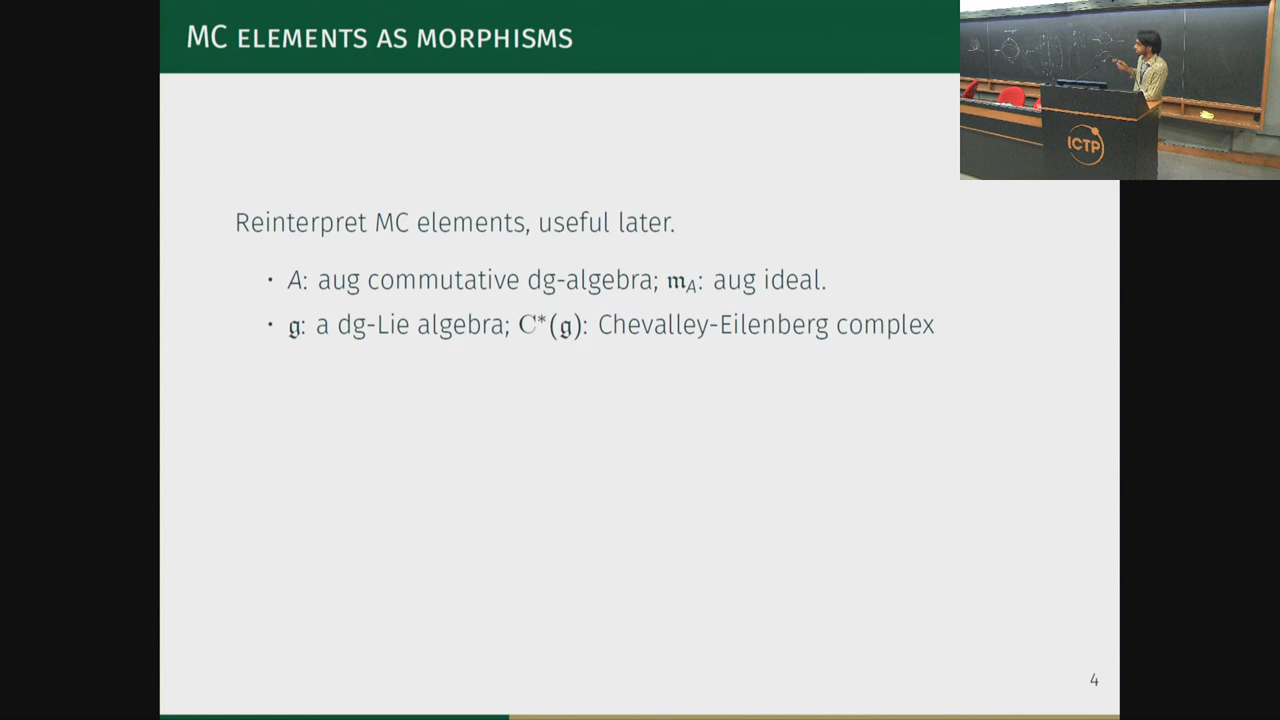 MC ELEMENTS AS MORPHISMS
ICTP
Reinterpret MC elements, useful later.
· A: aug commutative dg-algebra; 𝔪_A: aug ideal.
· 𝔤: a dg-Lie algebra; C*(𝔤): Chevalley-Eilenberg complex
4